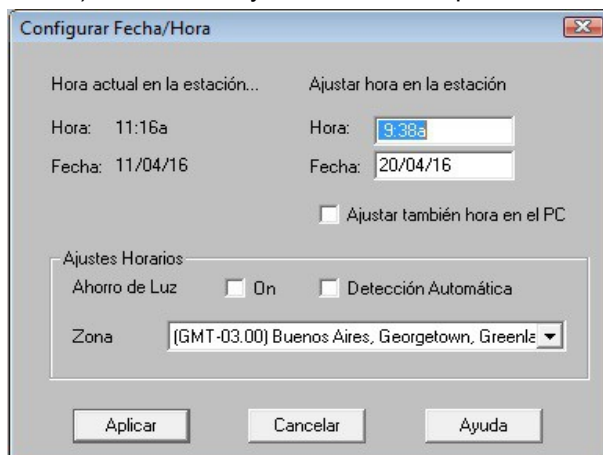 Configurar Fecha/Hora
Hora actual en la estación... Ajustar hora en la estación
Hora: 11:16a Hora: 9:38a
Fecha: 11/04/16 Fecha: 20/04/16
Ajustar también hora en el PC
Ajustes Horarios
Ahorro de Luz On Detección Automática
Zona (GMT-03.00) Buenos Aires, Georgetown, Greenla
Aplicar Cancelar Ayuda